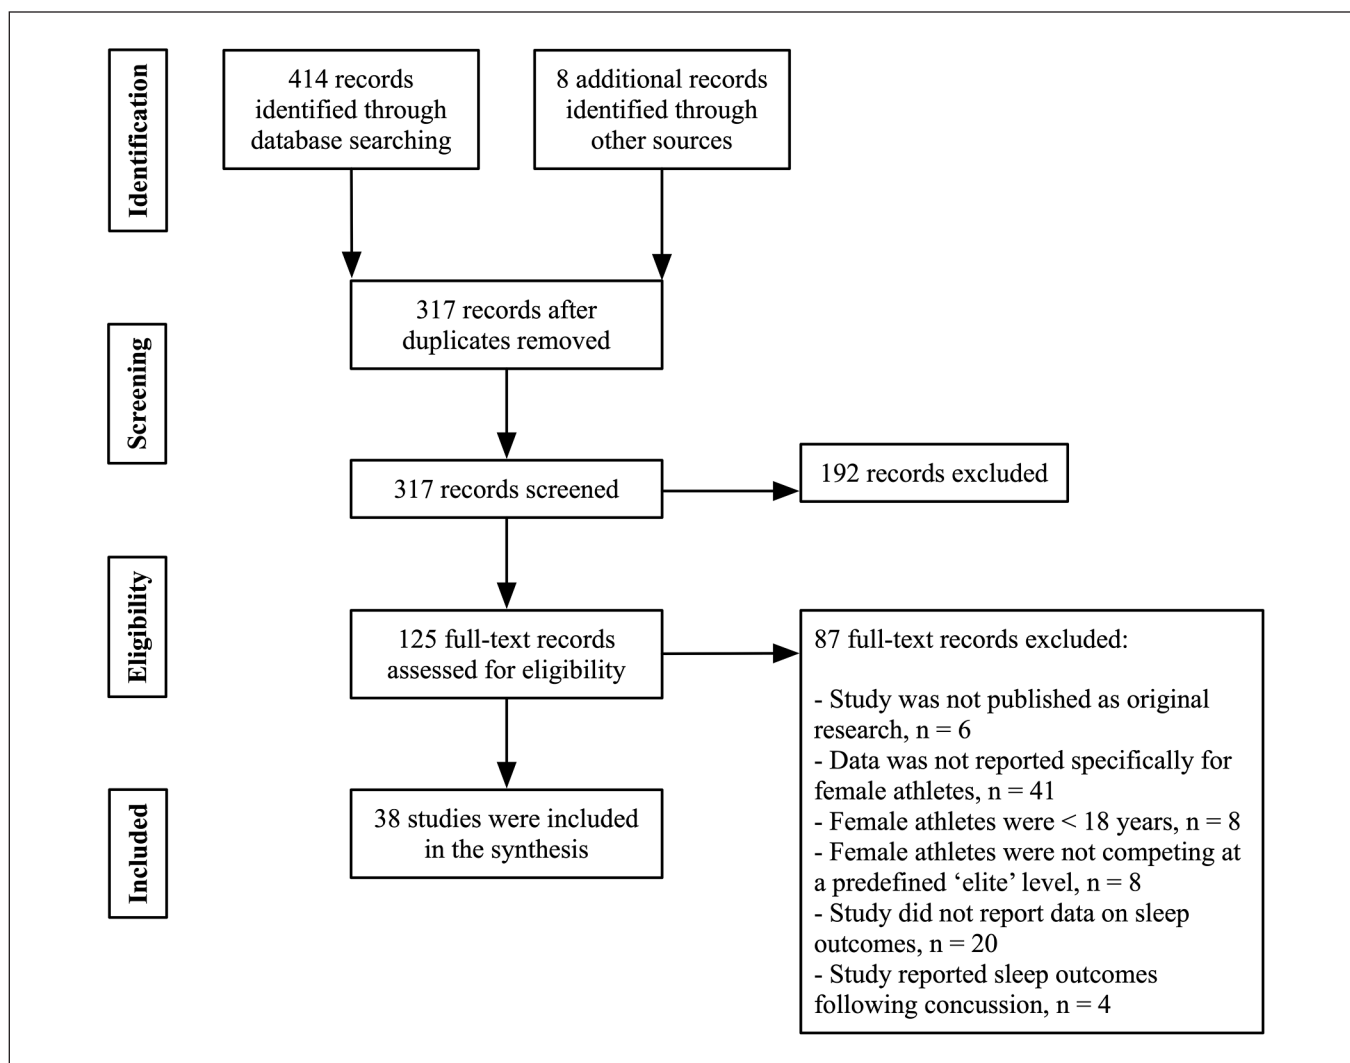 Identification
414 records
identified through
database searching
8 additional records
identified through
other sources
317 records after
duplicates removed
Screening
317 records screened
192 records excluded
Eligibility
125 full-text records
assessed for eligibility
87 full-text records excluded:
- Study was not published as original
research, n = 6
- Data was not reported specifically for
female athletes, n = 41
- Female athletes were < 18 years, n = 8
- Female athletes were not competing at
a predefined ‘elite’ level, n = 8
- Study did not report data on sleep
outcomes, n = 20
- Study reported sleep outcomes
following concussion, n = 4
Included
38 studies were included
in the synthesis